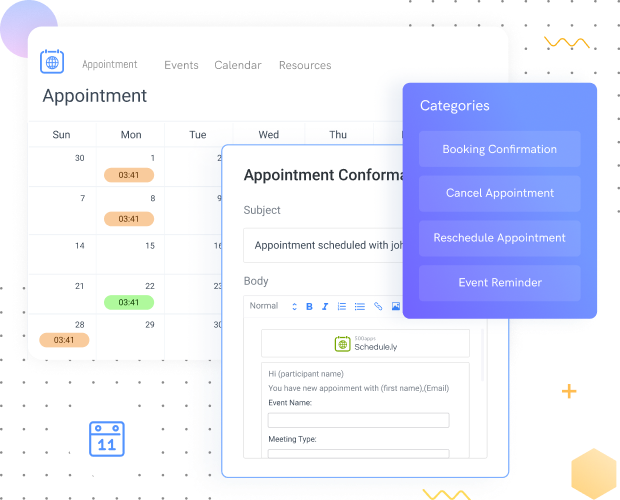 Appointment Events Calendar Resources
Appointment
Sun Mon Tue Wed Thu
30 1 2
03:41
7 8 9
03:41
14 15 16
21 22 23
03:41
28 29 30
03:41
11
Appointment Conforma
Subject
Appointment scheduled with joh
Body
Normal B I
500apps
Schedule.ly
Hi (participant name)
You have new appoinment with (first name),(Email)
Event Name:
Meeting Type:
Categories
Booking Confirmation
Cancel Appointment
Reschedule Appointment
Event Reminder